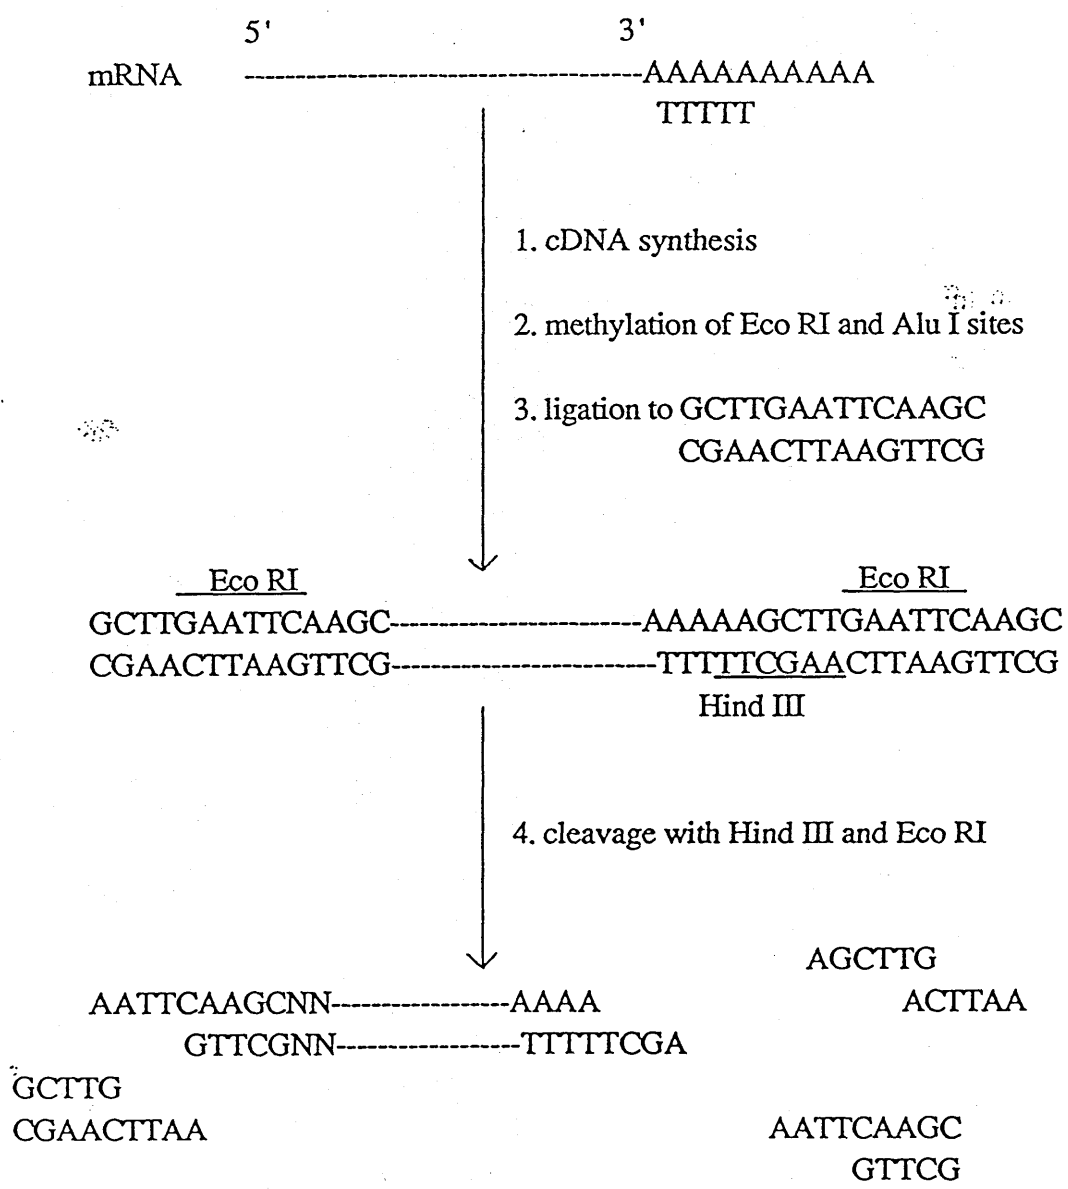 5' 3'
mRNA ---------------------------------------AAAAAAAAAA
TTTTT
1. cDNA synthesis
2. methylation of Eco RI and Alu I sites
3. ligation to GCTTGAATTCAAGC
CGAACTTAAGTTCG
Eco RI Eco RI
GCTTGAATTCAAGC-------------------------AAAAAGCTTGAATTCAAGC
CGAACTTAAGTTCG--------------------------TTTTTCGAACTTAAGTTCG
Hind III
4. cleavage with Hind III and Eco RI
AGCTTG
ACTTAA
AATTCAAGCNN-----------------AAAA
GTTCGNN------------------TTTTTCGA
GCTTG
CGAACTTAA
AATTCAAGC
GTTCG